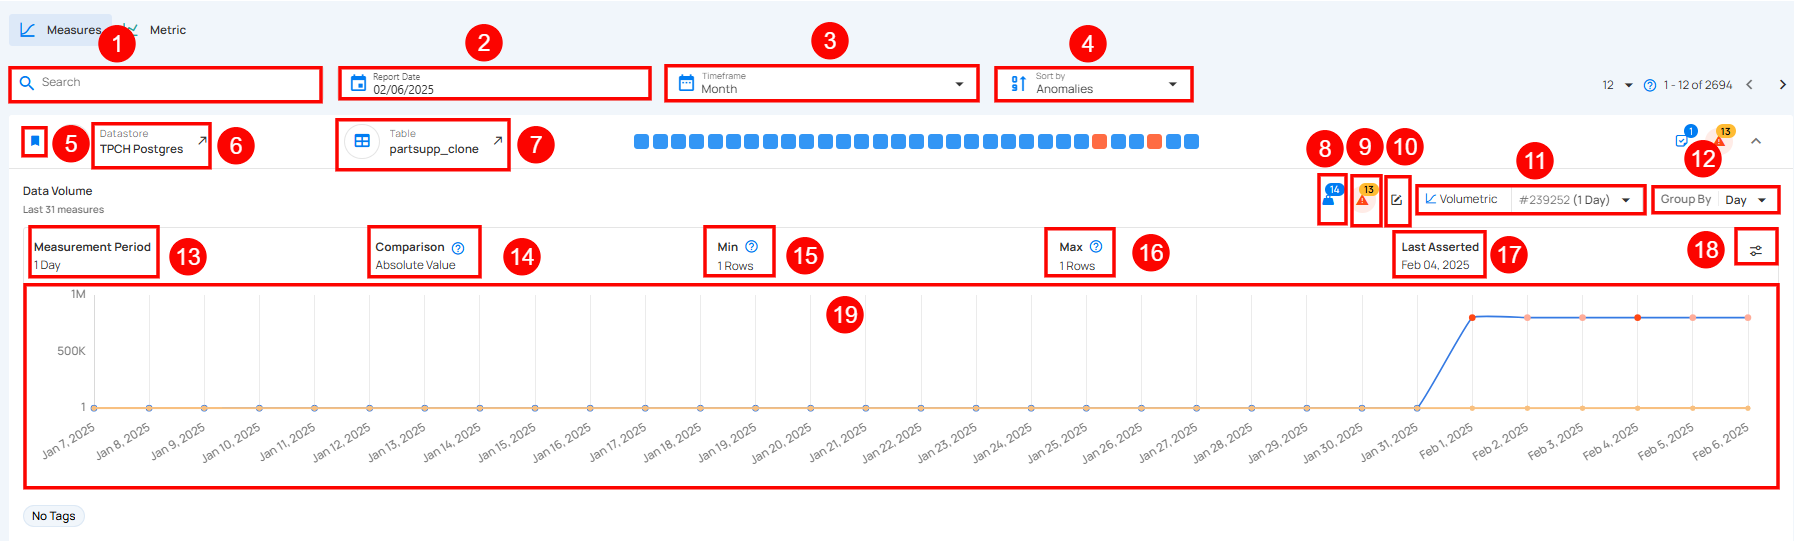 Measures
Metric
1
2
3
4
Search
Report Date
02/06/2025
Timeframe
Month
Sort by
Anomalies
12
1 - 12 of 2694
5
Datastore
TPCH Postgres
6
Table
partsupp_clone
7
1
13
8
9
10
11
12
Data Volume
Last 31 measures
14
13
Volumetric
#239252 (1 Day)
Group By
Day
Measurement Period
1 Day
13
Comparison
Absolute Value
14
Min
1 Rows
15
Max
1 Rows
16
Last Asserted
Feb 04, 2025
17
18
19
1M
500K
1
Jan 7, 2025
Jan 8, 2025
Jan 9, 2025
Jan 10, 2025
Jan 11, 2025
Jan 12, 2025
Jan 13, 2025
Jan 14, 2025
Jan 15, 2025
Jan 16, 2025
Jan 17, 2025
Jan 18, 2025
Jan 19, 2025
Jan 20, 2025
Jan 21, 2025
Jan 22, 2025
Jan 23, 2025
Jan 24, 2025
Jan 25, 2025
Jan 26, 2025
Jan 27, 2025
Jan 28, 2025
Jan 29, 2025
Jan 30, 2025
Jan 31, 2025
Feb 1, 2025
Feb 2, 2025
Feb 3, 2025
Feb 4, 2025
Feb 5, 2025
Feb 6, 2025
No Tags